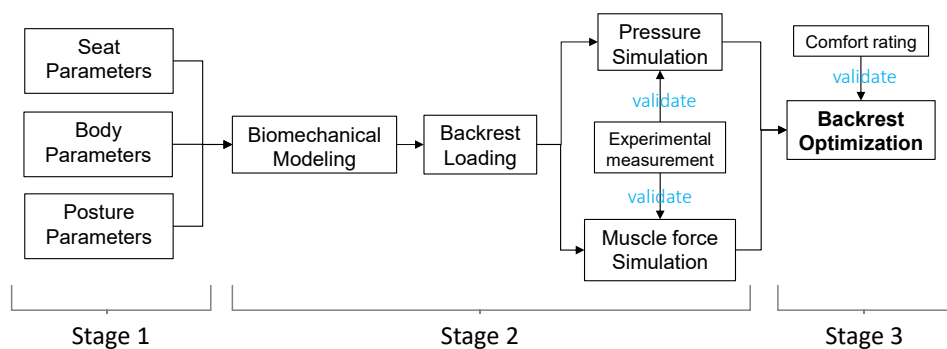 Seat
Parameters
Body
Parameters
Posture
Parameters
Biomechanical
Modeling
Backrest
Loading
Pressure
Simulation
validate
Experimental
measurement
validate
Muscle force
Simulation
Comfort rating
validate
Backrest
Optimization
Stage 1
Stage 2
Stage 3